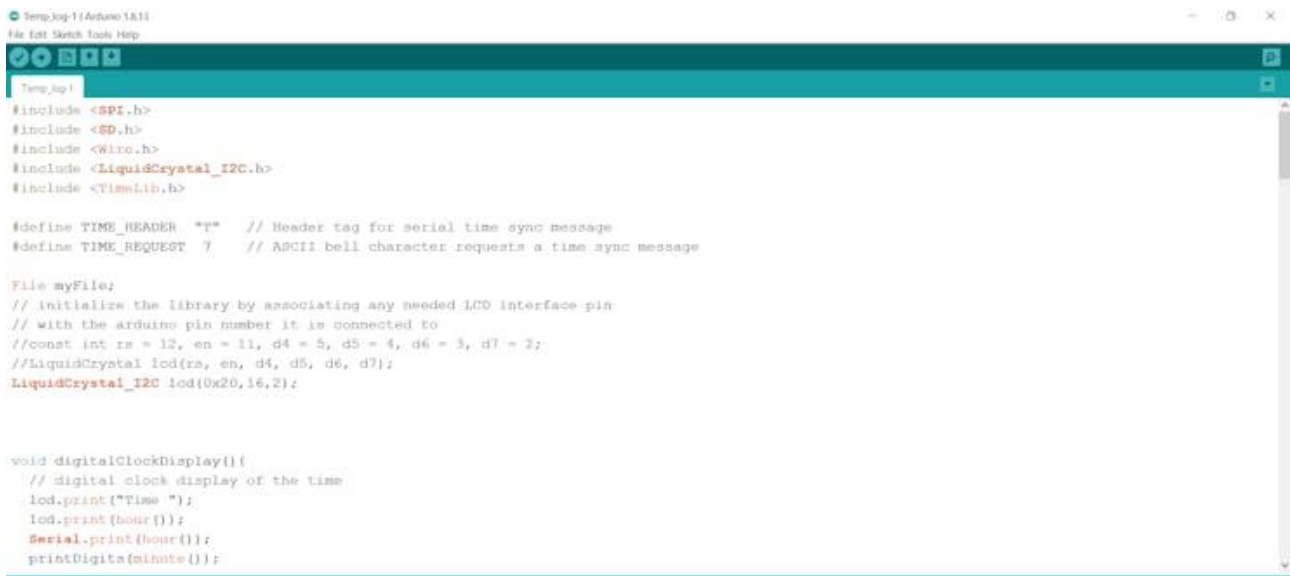 Temp_log-1 | Arduino 1.8.13
File Edit Sketch Tools Help
Temp_log-1
#include <SPI.h>
#include <SD.h>
#include <Wire.h>
#include <LiquidCrystal_I2C.h>
#include <TimeLib.h>
#define TIME_HEADER "T" // Header tag for serial time sync message
#define TIME_REQUEST 7 // ASCII bell character requests a time sync message
File myFile;
// initialize the library by associating any needed LCD interface pin
// with the arduino pin number it is connected to
//const int rs = 12, en = 11, d4 = 5, d5 = 4, d6 = 3, d7 = 2;
//LiquidCrystal lcd(rs, en, d4, d5, d6, d7);
LiquidCrystal_I2C lcd(0x20,16,2);
void digitalClockDisplay(){
// digital clock display of the time
lcd.print("Time ");
lcd.print(hour());
Serial.print(hour());
printDigits(minute());